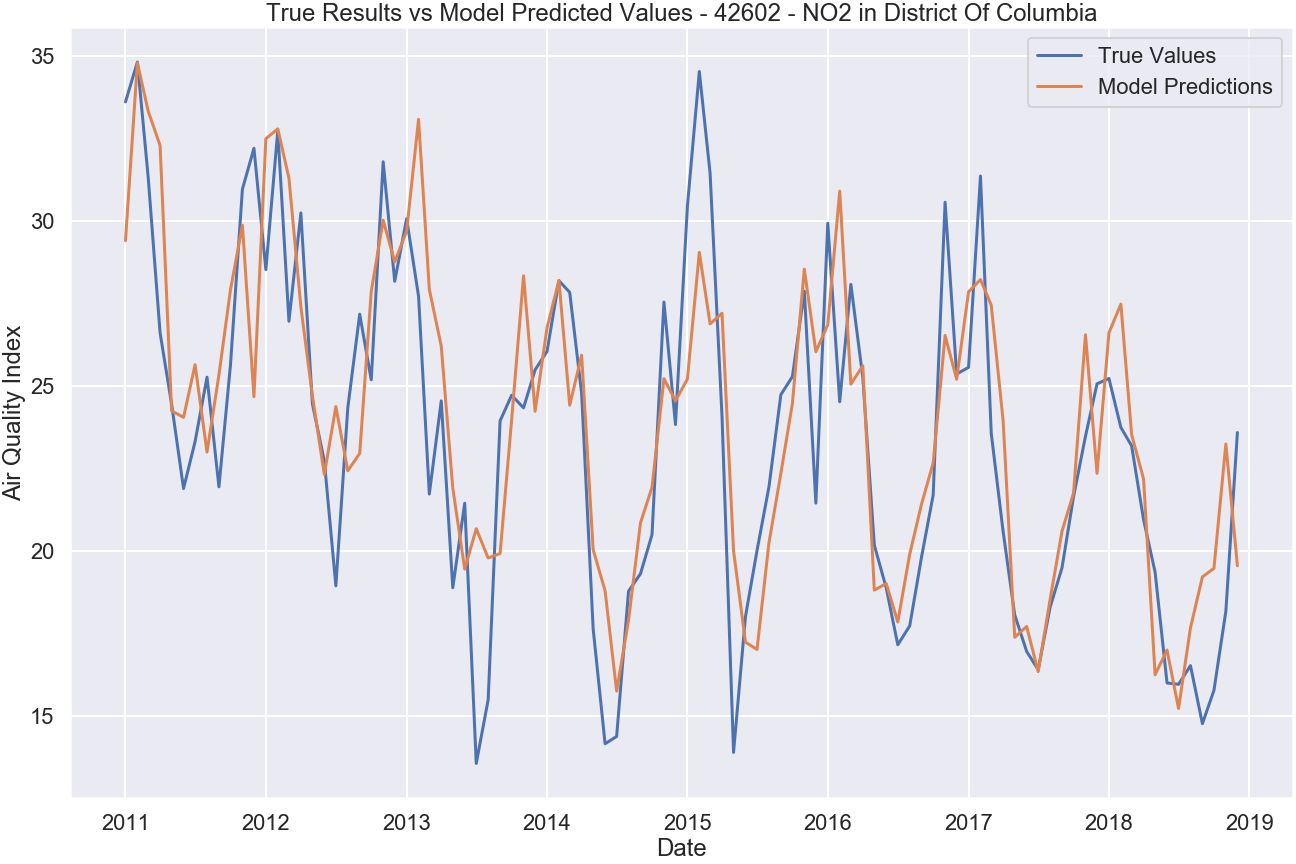 True Results vs Model Predicted Values - 42602 - NO2 in District Of Columbia
True Values
Model Predictions
Air Quality Index
35
30
25
20
15
2011 2012 2013 2014 2015 2016 2017 2018 2019
Date